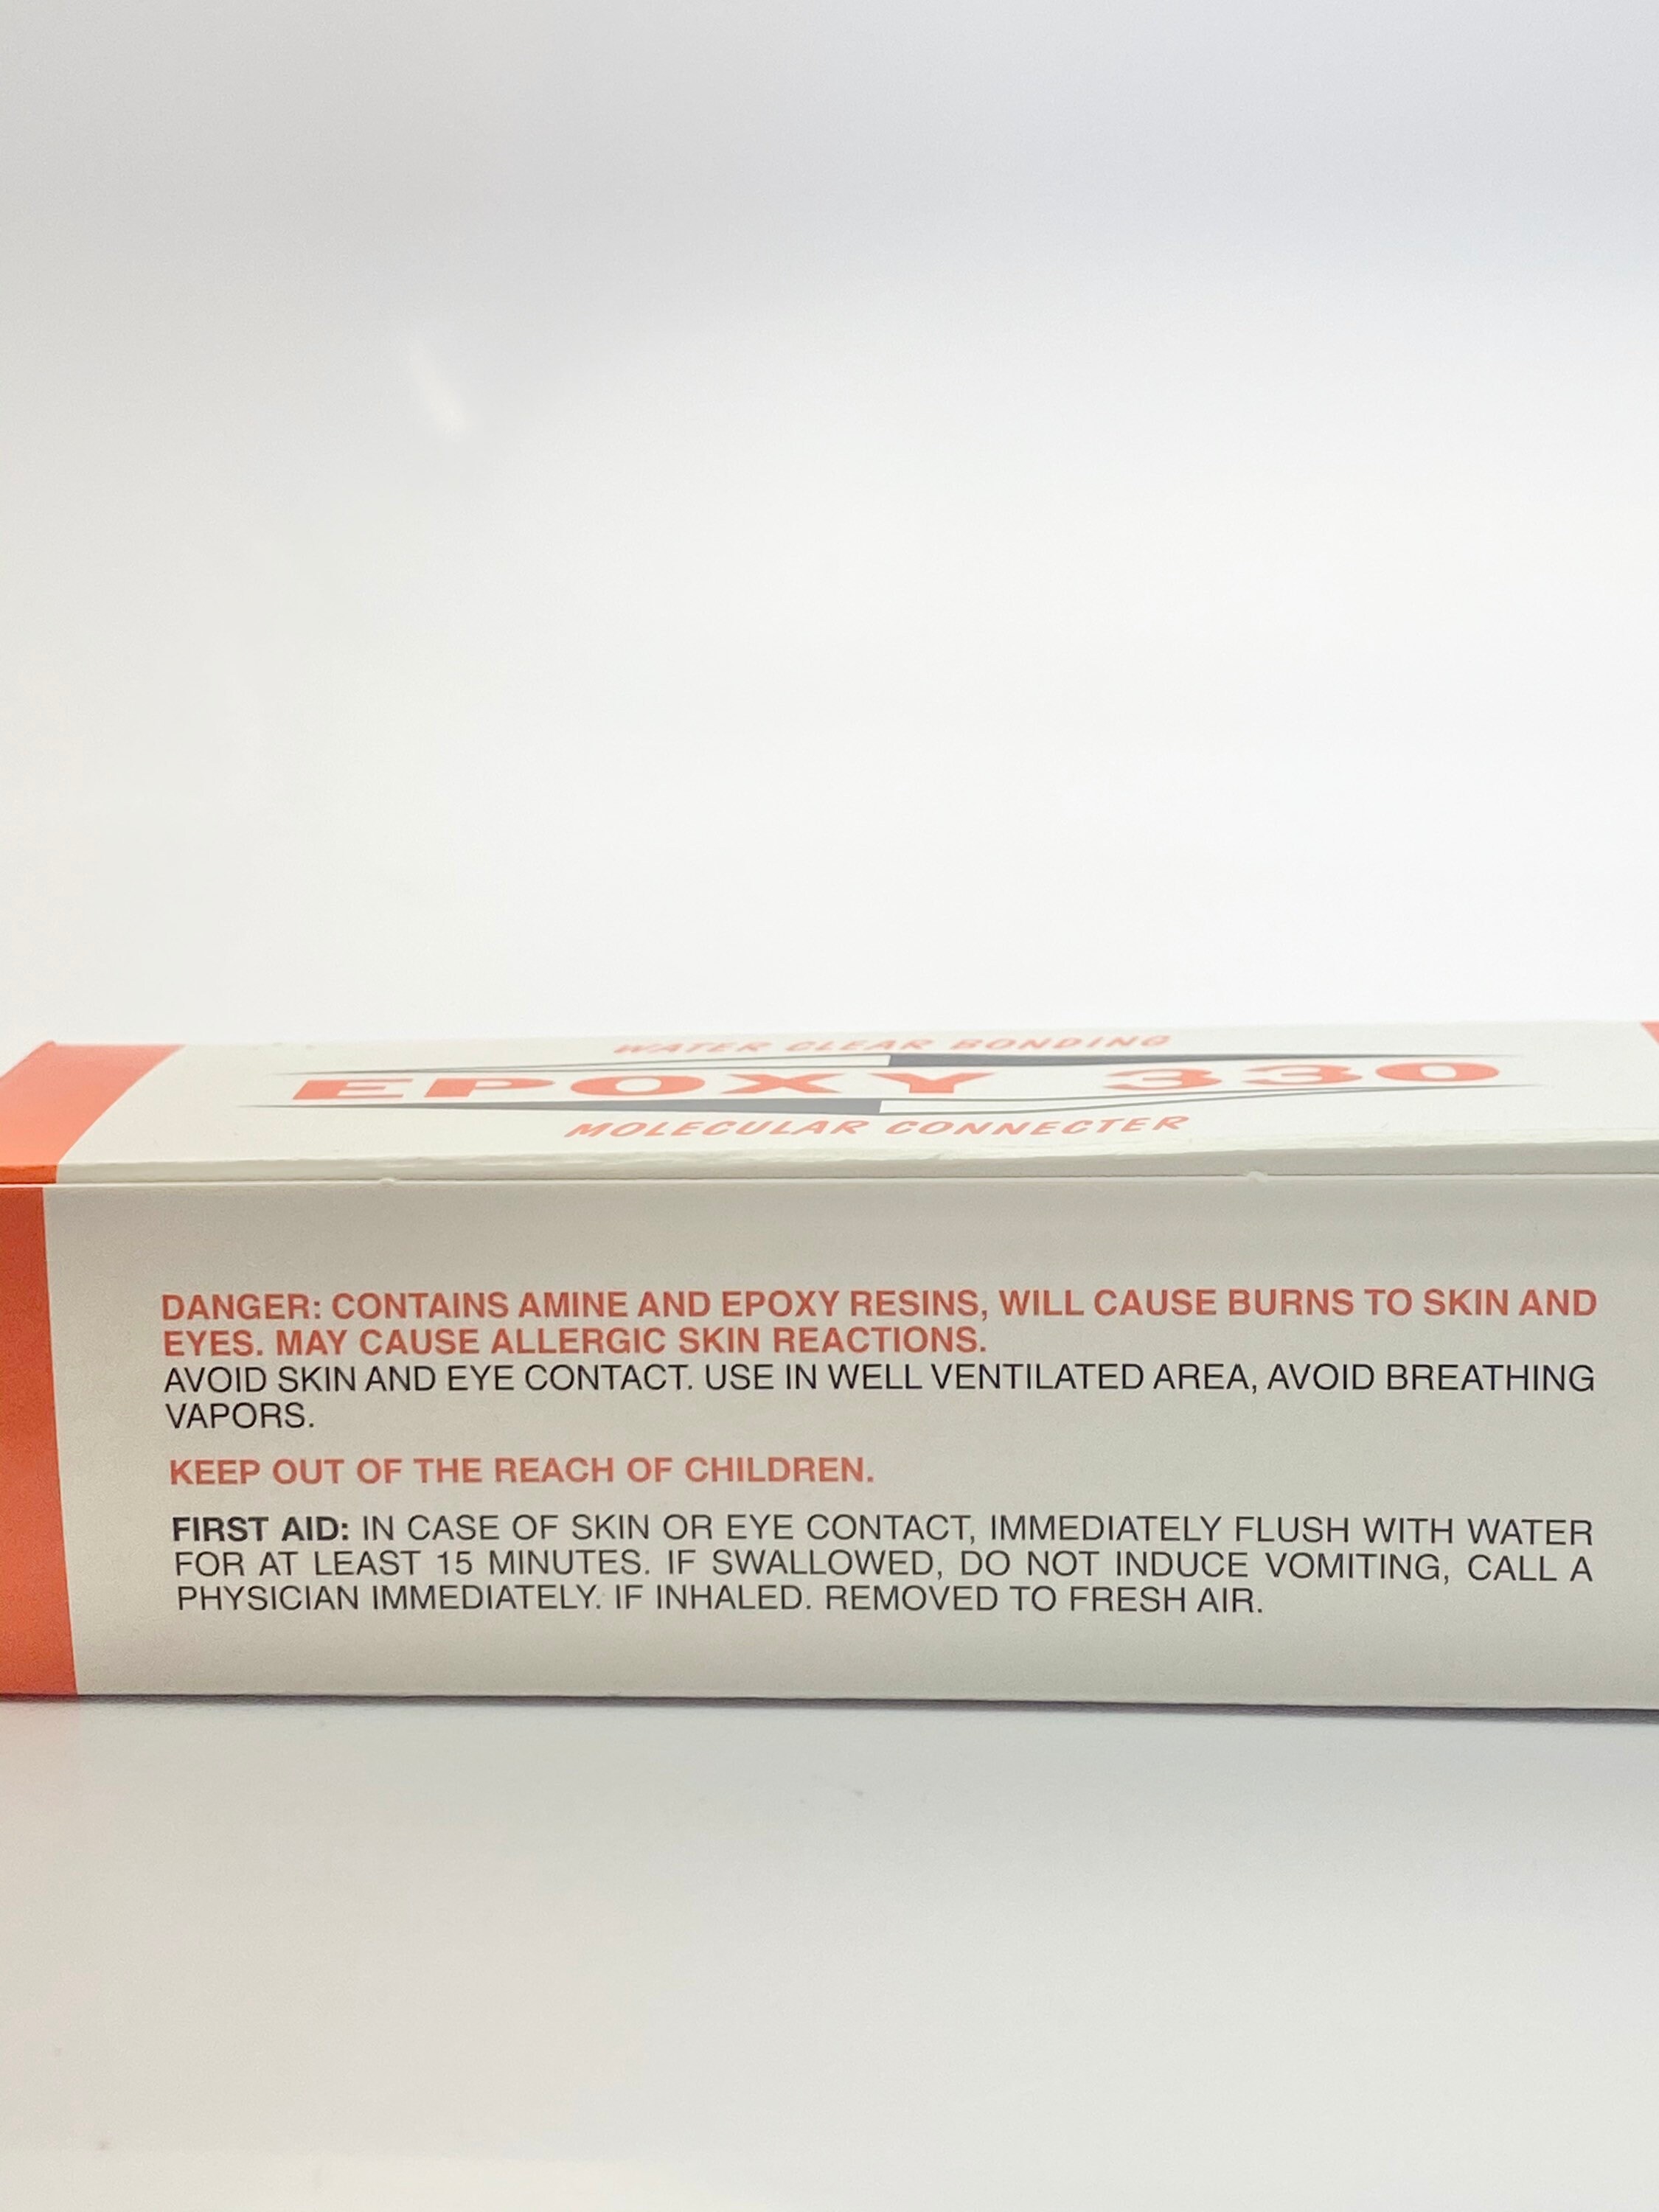 WATER CLEAR BONDING
EPOXY 330
MOLECULAR CONNECTER
DANGER: CONTAINS AMINE AND EPOXY RESINS, WILL CAUSE BURNS TO SKIN AND
EYES. MAY CAUSE ALLERGIC SKIN REACTIONS.
AVOID SKIN AND EYE CONTACT. USE IN WELL VENTILATED AREA, AVOID BREATHING
VAPORS.
KEEP OUT OF THE REACH OF CHILDREN.
FIRST AID: IN CASE OF SKIN OR EYE CONTACT, IMMEDIATELY FLUSH WITH WATER
FOR AT LEAST 15 MINUTES. IF SWALLOWED, DO NOT INDUCE VOMITING, CALL A
PHYSICIAN IMMEDIATELY. IF INHALED. REMOVED TO FRESH AIR.